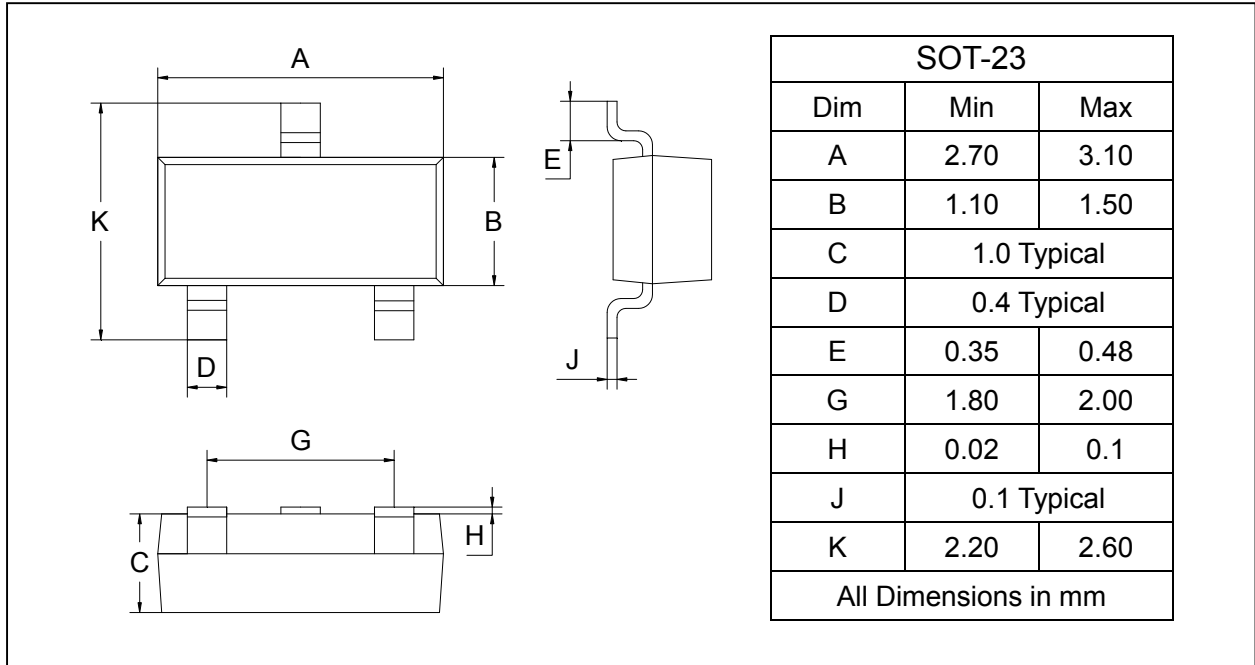 A
K
B
D
E
J
G
C
H
SOT-23
Dim Min Max
A 2.70 3.10
B 1.10 1.50
C 1.0 Typical
D 0.4 Typical
E 0.35 0.48
G 1.80 2.00
H 0.02 0.1
J 0.1 Typical
K 2.20 2.60
All Dimensions in mm